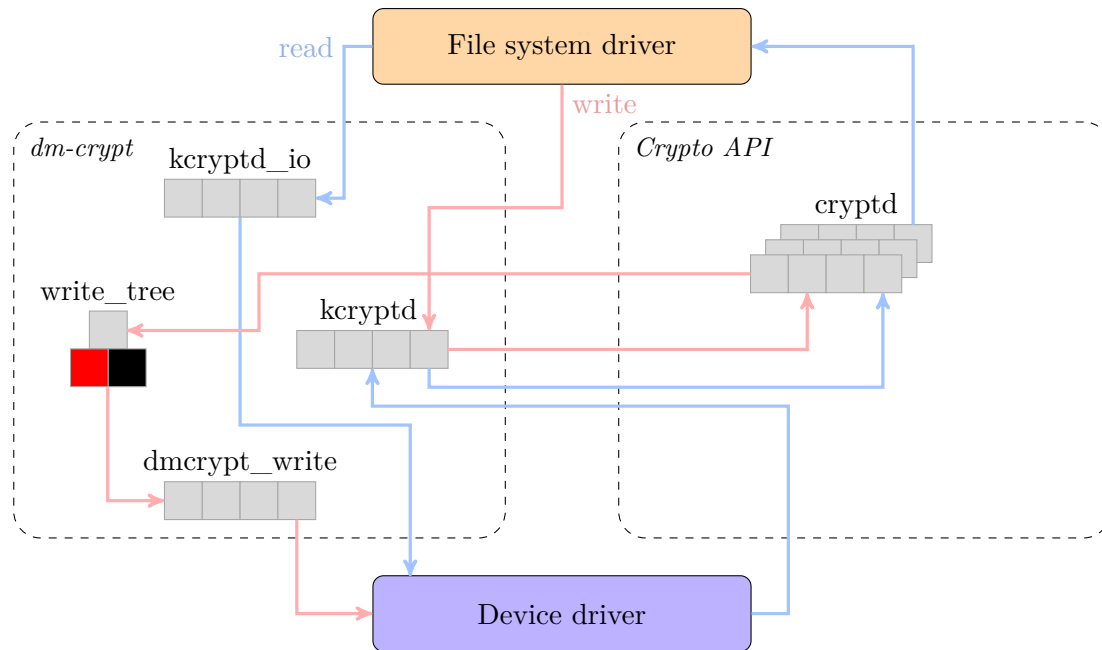 File system driver
read
write
dm-crypt
Crypto API
kcryptd_io
cryptd
write_tree
kcryptd
dmcrypt_write
Device driver